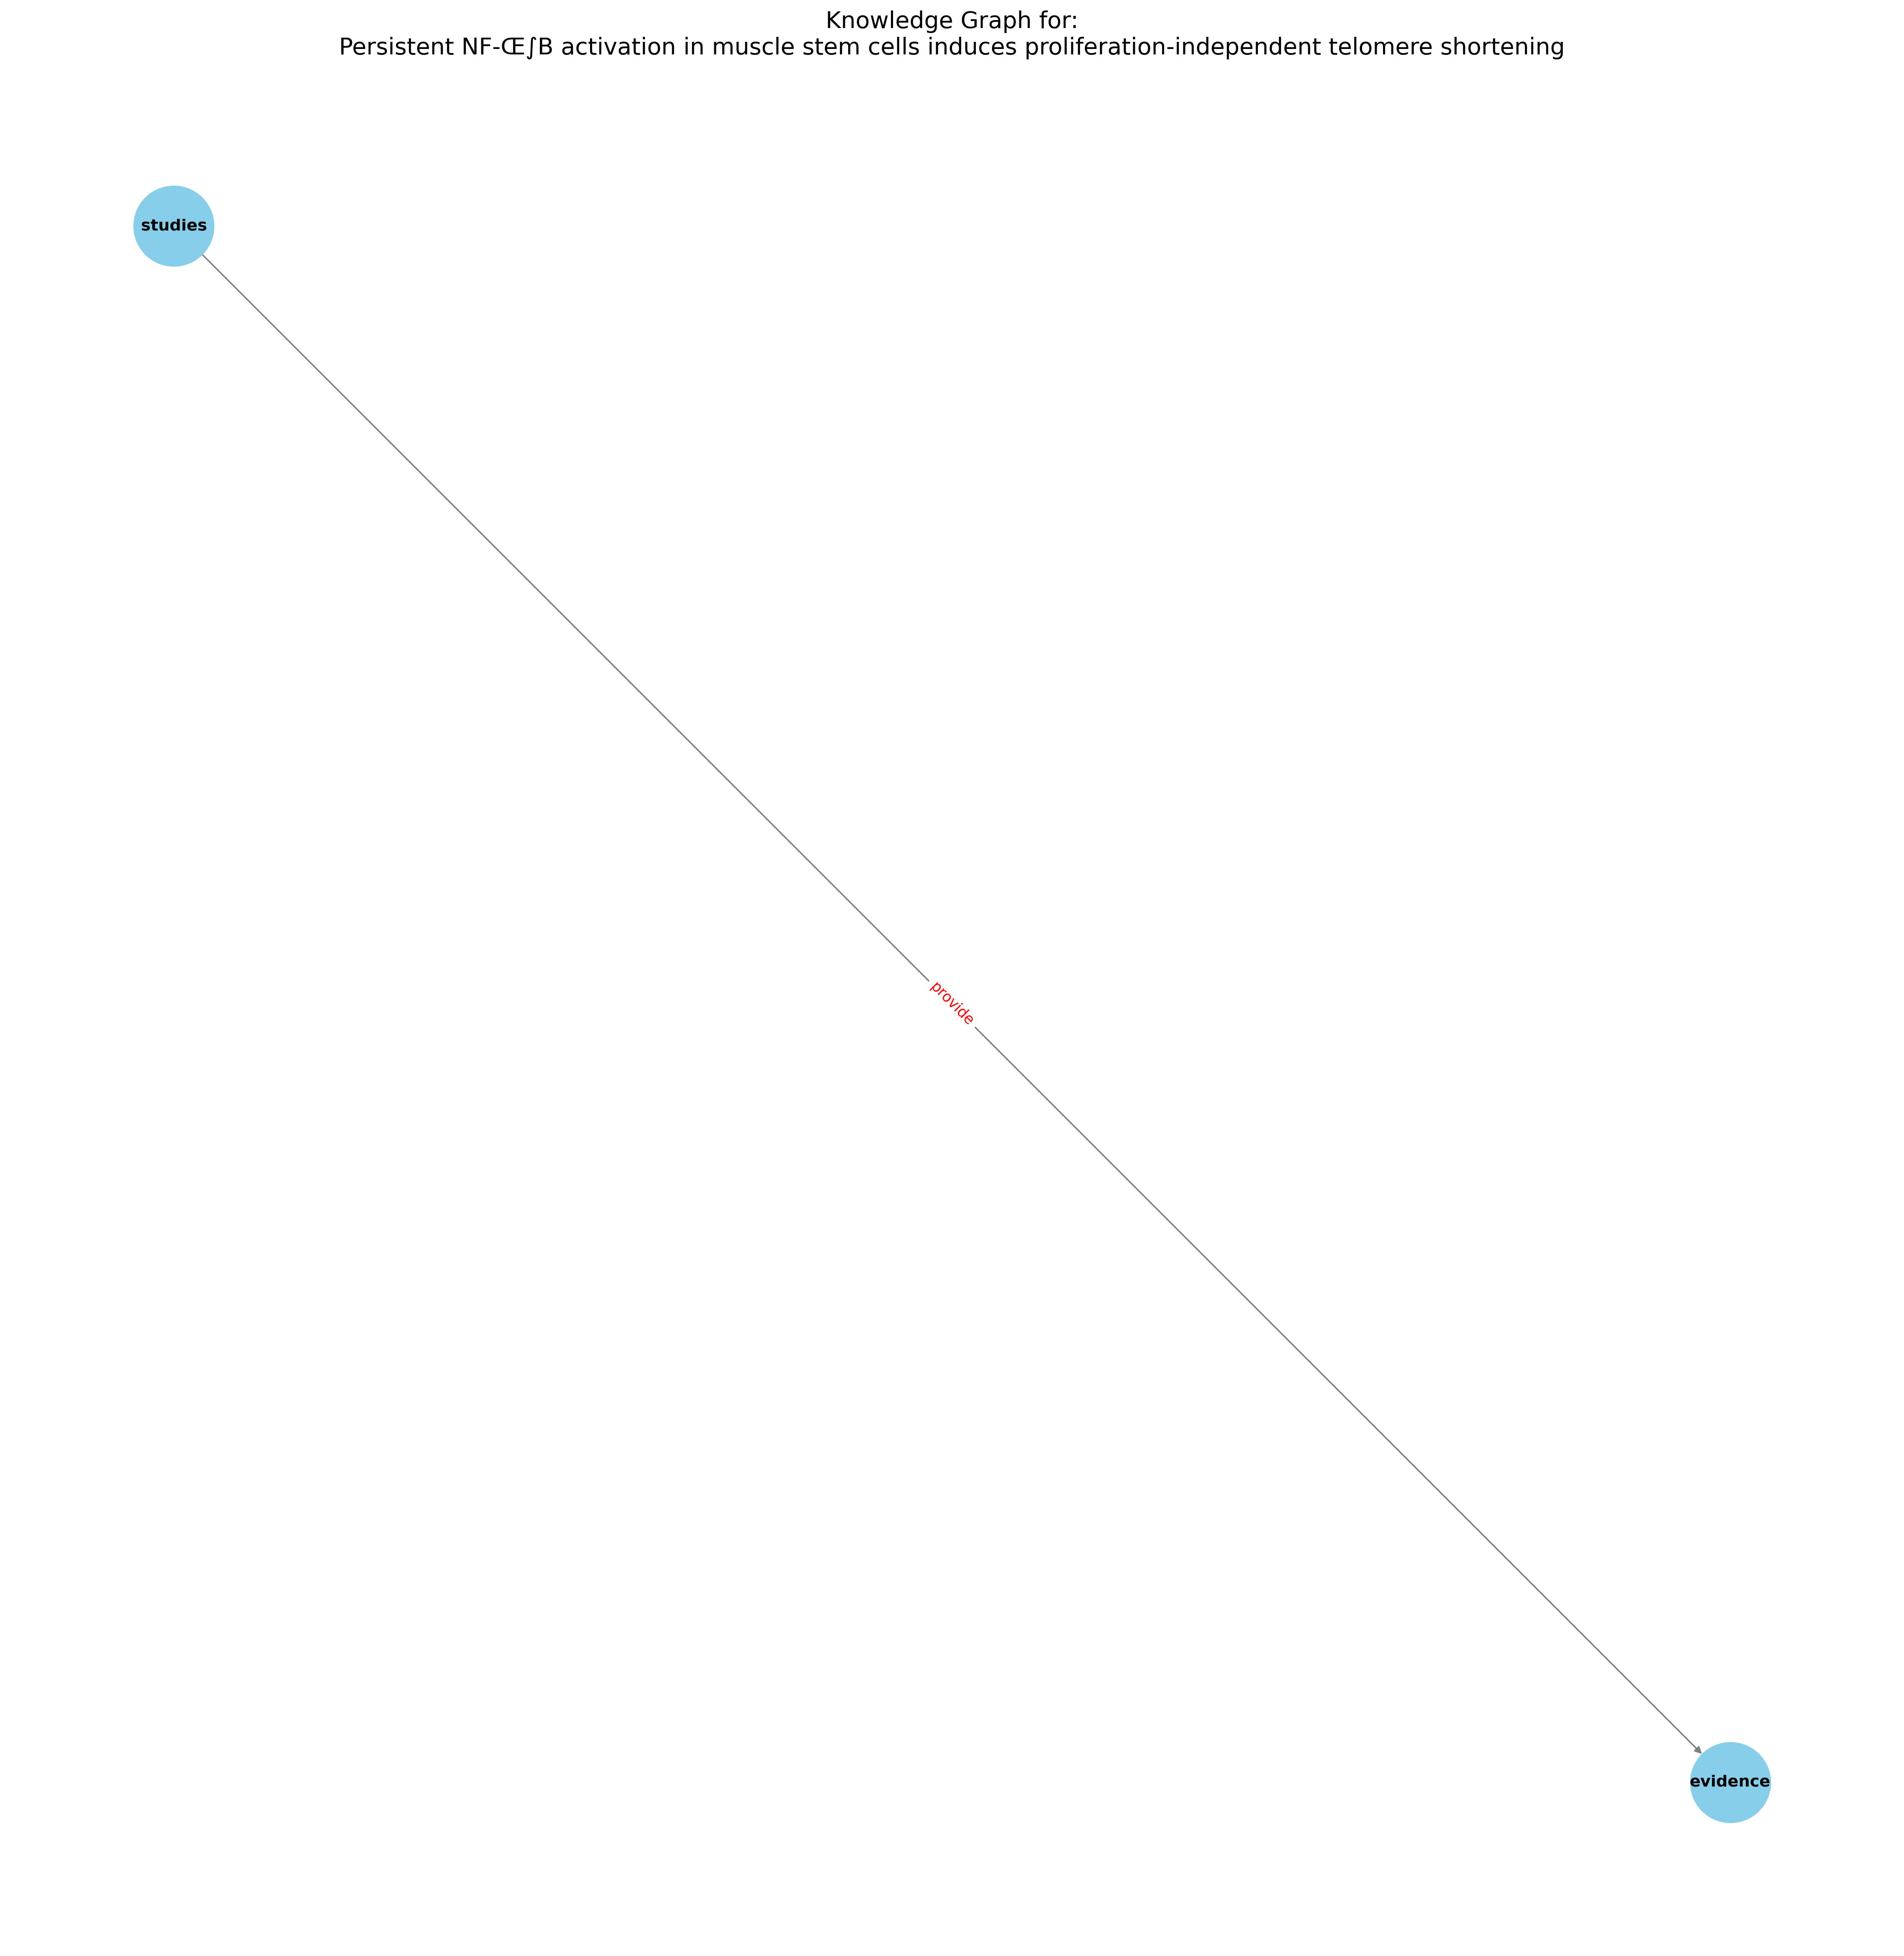 Knowledge Graph for:
Persistent NF-Œ∫B activation in muscle stem cells induces proliferation-independent telomere shortening
studies
provide
evidence